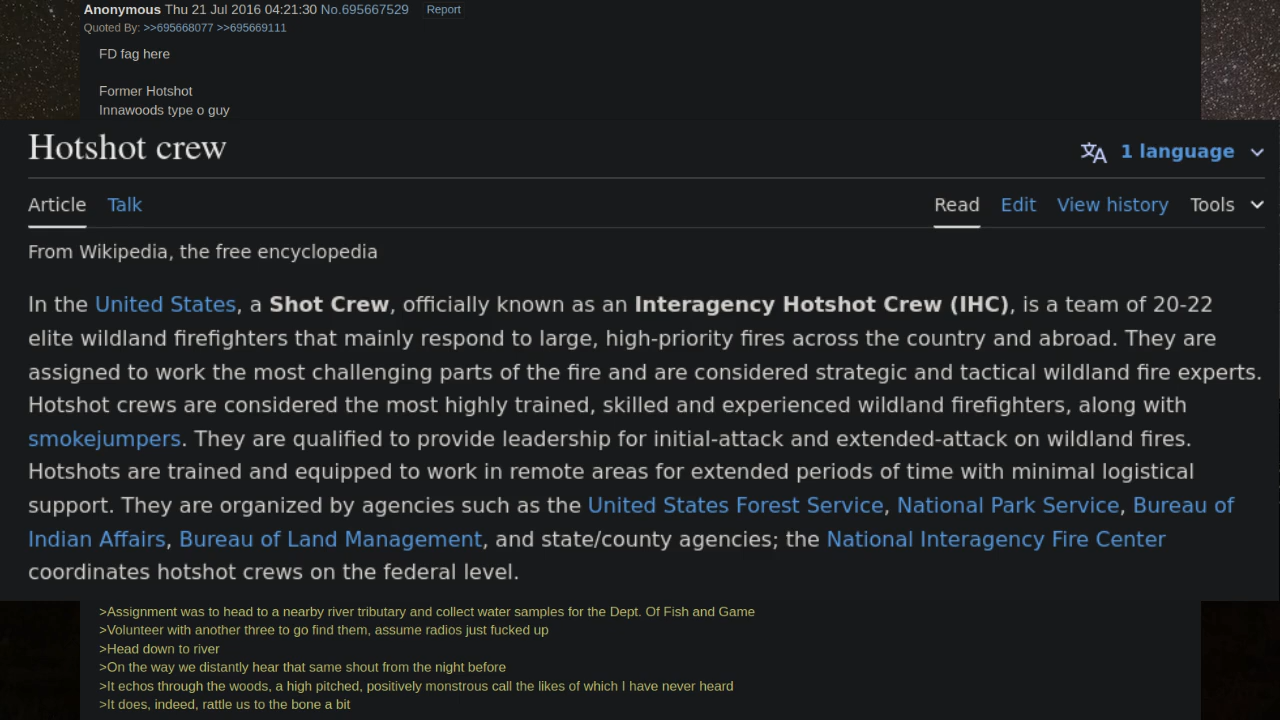 Anonymous Thu 21 Jul 2016 04:21:30 No.695667529 Report
Quoted By: >>695668077 >>695669111
FD fag here
Former Hotshot
Innawoods type o guy
Hotshot crew
1 language
Article Talk Read Edit View history Tools
From Wikipedia, the free encyclopedia
In the United States, a Shot Crew, officially known as an Interagency Hotshot Crew (IHC), is a team of 20-22
elite wildland firefighters that mainly respond to large, high-priority fires across the country and abroad. They are
assigned to work the most challenging parts of the fire and are considered strategic and tactical wildland fire experts.
Hotshot crews are considered the most highly trained, skilled and experienced wildland firefighters, along with
smokejumpers. They are qualified to provide leadership for initial-attack and extended-attack on wildland fires.
Hotshots are trained and equipped to work in remote areas for extended periods of time with minimal logistical
support. They are organized by agencies such as the United States Forest Service, National Park Service, Bureau of
Indian Affairs, Bureau of Land Management, and state/county agencies; the National Interagency Fire Center
coordinates hotshot crews on the federal level.
>Assignment was to head to a nearby river tributary and collect water samples for the Dept. Of Fish and Game
>Volunteer with another three to go find them, assume radios just fucked up
>Head down to river
>On the way we distantly hear that same shout from the night before
>It echos through the woods, a high pitched, positively monstrous call the likes of which I have never heard
>It does, indeed, rattle us to the bone a bit